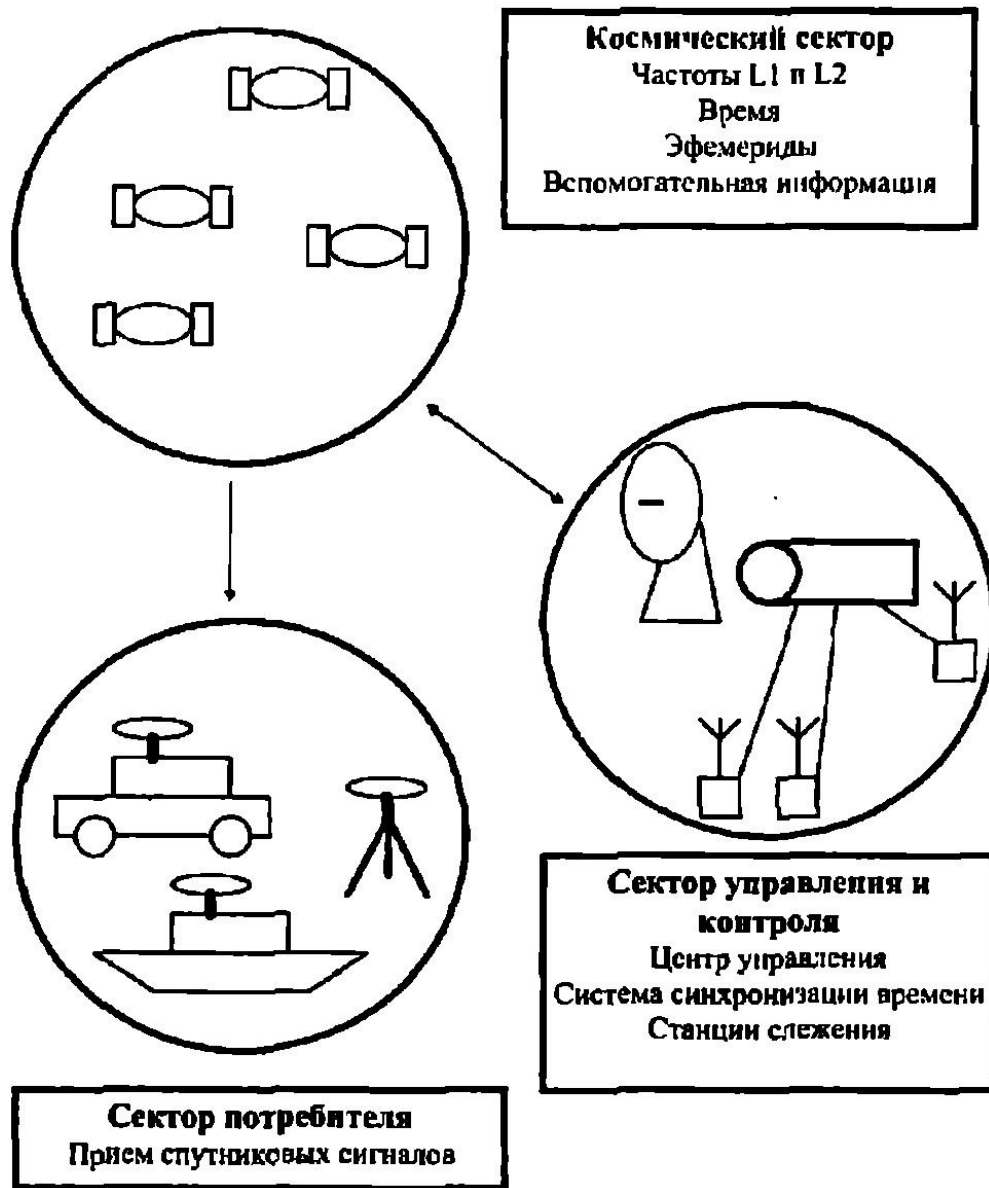 Космический сектор
Частоты L1 и L2
Время
Эфемериды
Вспомогательная информация
Сектор управления и
контроля
Центр управления
Система синхронизации времени
Станции слежения
Сектор потребителя
Прием спутниковых сигналов